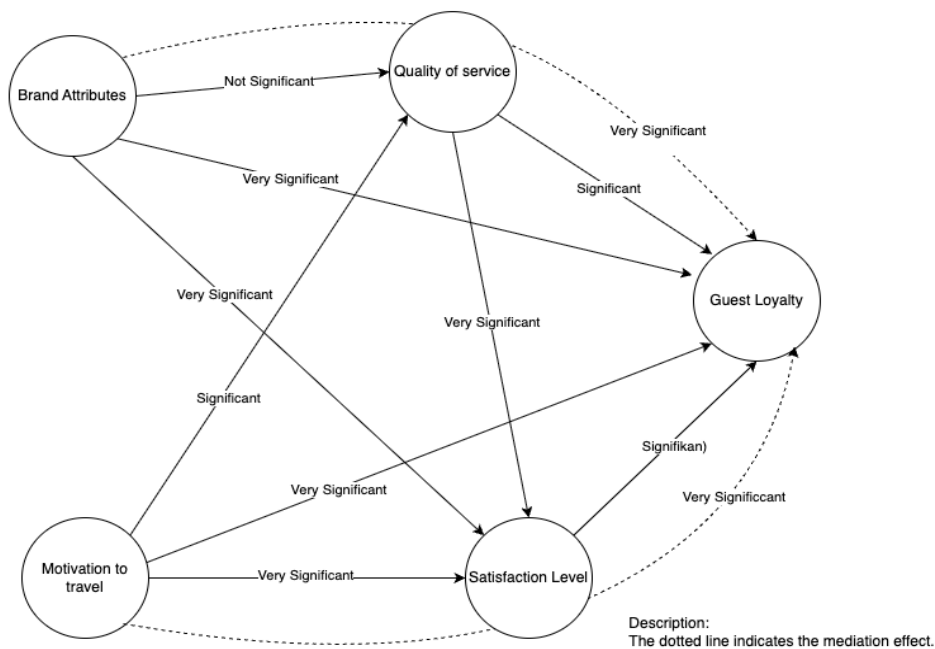 Quality of service
Brand Attributes
Not Significant
Very Significant
Very Significant
Significant
Very Significant
Guest Loyalty
Very Significant
Significant
Signifikan)
Very Significant
Very Significcant
Motivation to
travel
Very Significant
Satisfaction Level
Description:
The dotted line indicates the mediation effect.